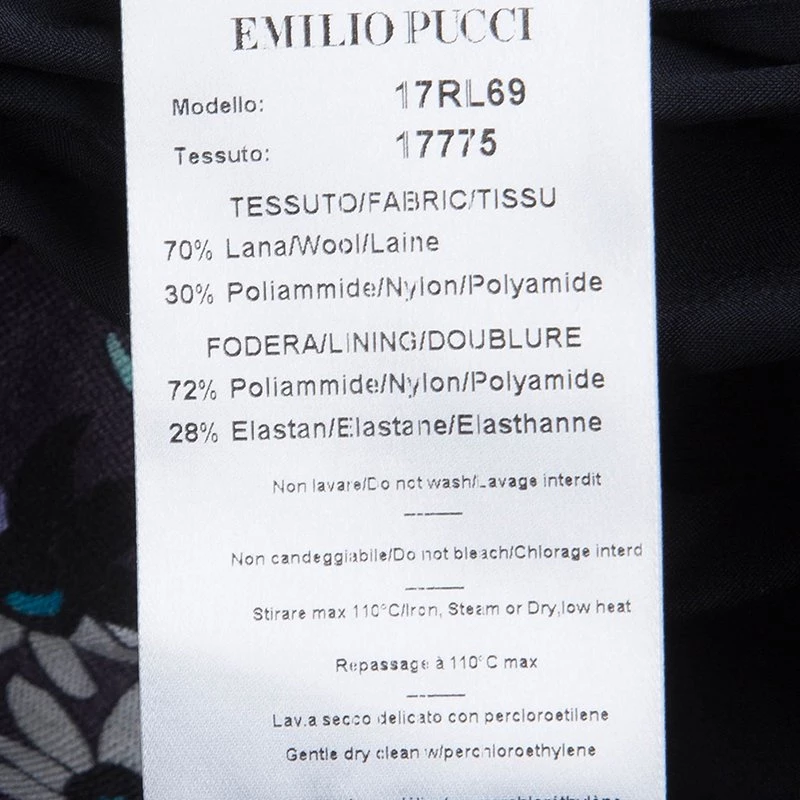 EMILIO PUCCI
Modello: 17RL69
Tessuto: 17775
TESSUTO/FABRIC/TISSU
70% Lana/Wool/Laine
30% Poliammide/Nylon/Polyamide
FODERA/LINING/DOUBLURE
72% Poliammide/Nylon/Polyamide
28% Elastan/Elastane/Elasthanne
Non lavare/Do not wash/Lavage interdit
Non candeggiabile/Do not bleach/Chlorage interd
Stirare max 110°C/Iron, Steam or Dry,low heat
Repassage à 110°C max
Lav.a secco delicato con percloroetilene
Gentle dry clean w/perchloroethylene